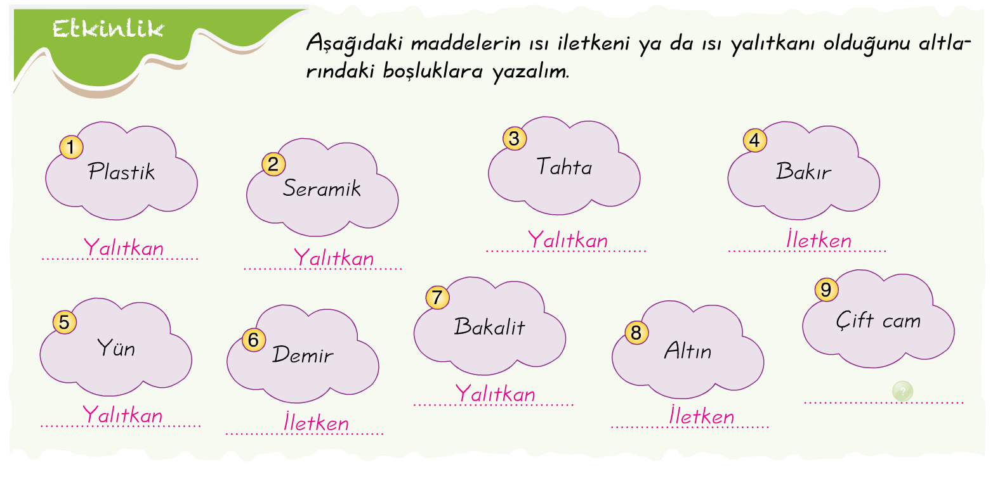 Etkinlik
Aşağıdaki maddelerin ısı iletkeni ya da ısı yalıtkanı olduğunu altla-
rındaki boşluklara yazalım.
1
Plastik
Yalıtkan
2
Seramik
Yalıtkan
3
Tahta
Yalıtkan
4
Bakır
İletken
5
Yün
Yalıtkan
6
Demir
İletken
7
Bakalit
Yalıtkan
8
Altın
İletken
9
Çift cam
?